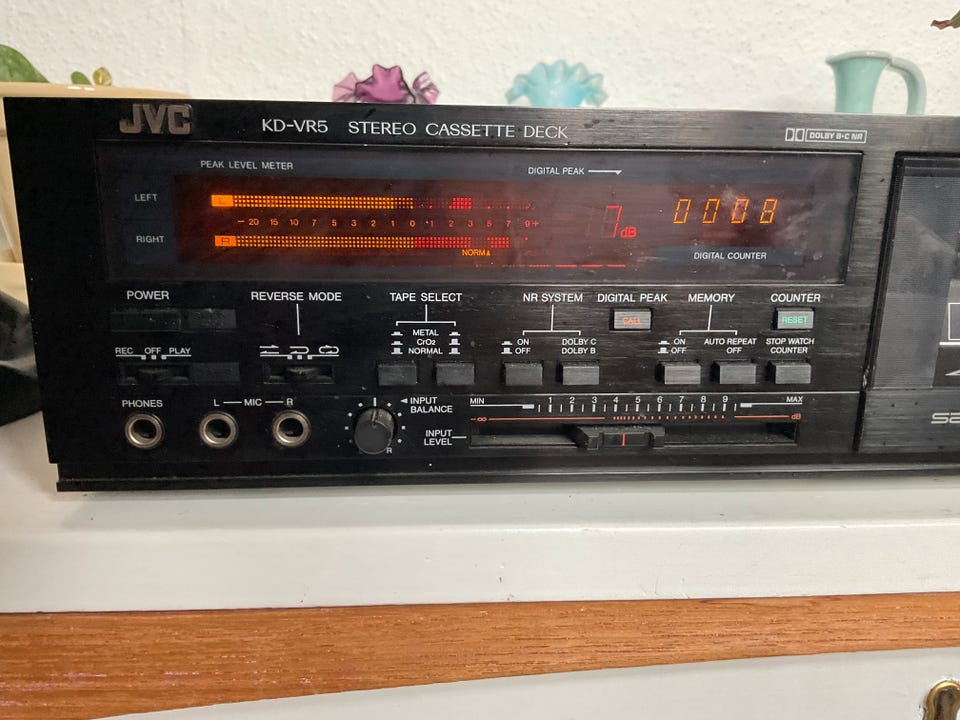 JVC
KD-VR5 STEREO CASSETTE DECK
DOLBY B-C NR
PEAK LEVEL METER
DIGITAL PEAK
LEFT
L
-20 15 10 7 5 3 2 1 0 1 2 3 5 7 9+
7 dB
0008
RIGHT
R
NORM
DIGITAL COUNTER
POWER
REVERSE MODE
TAPE SELECT
NR SYSTEM
DIGITAL PEAK
MEMORY
COUNTER
CALL
RESET
METAL
CrO2
NORMAL
ON
OFF
DOLBY C
DOLBY B
ON
OFF
AUTO REPEAT
OFF
STOP WATCH
COUNTER
REC OFF PLAY
PHONES
L MIC R
INPUT
BALANCE
R
MIN 1 2 3 4 5 6 7 8 9 MAX
-∞ dB
INPUT
LEVEL